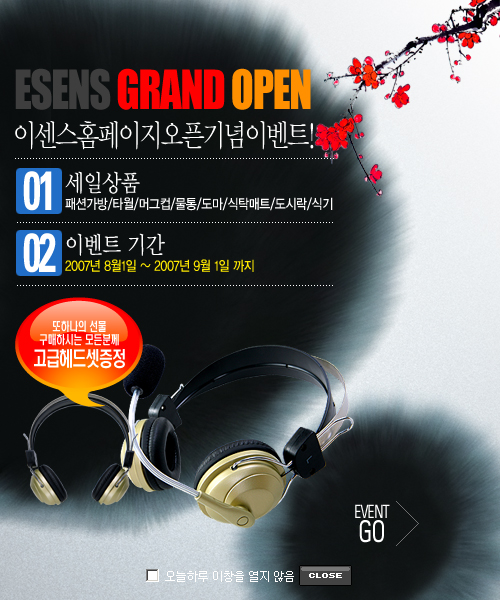 ESENS GRAND OPEN
이센스홈페이지오픈기념이벤트!
01 세일상품
패션가방/타월/머그컵/물통/도마/식탁매트/도시락/식기
02 이벤트 기간
2007년 8월1일 ~ 2007년 9월 1일 까지
또하나의 선물
구매하시는 모든분께
고급헤드셋증정
EVENT
GO
오늘하루 이창을 열지 않음 CLOSE